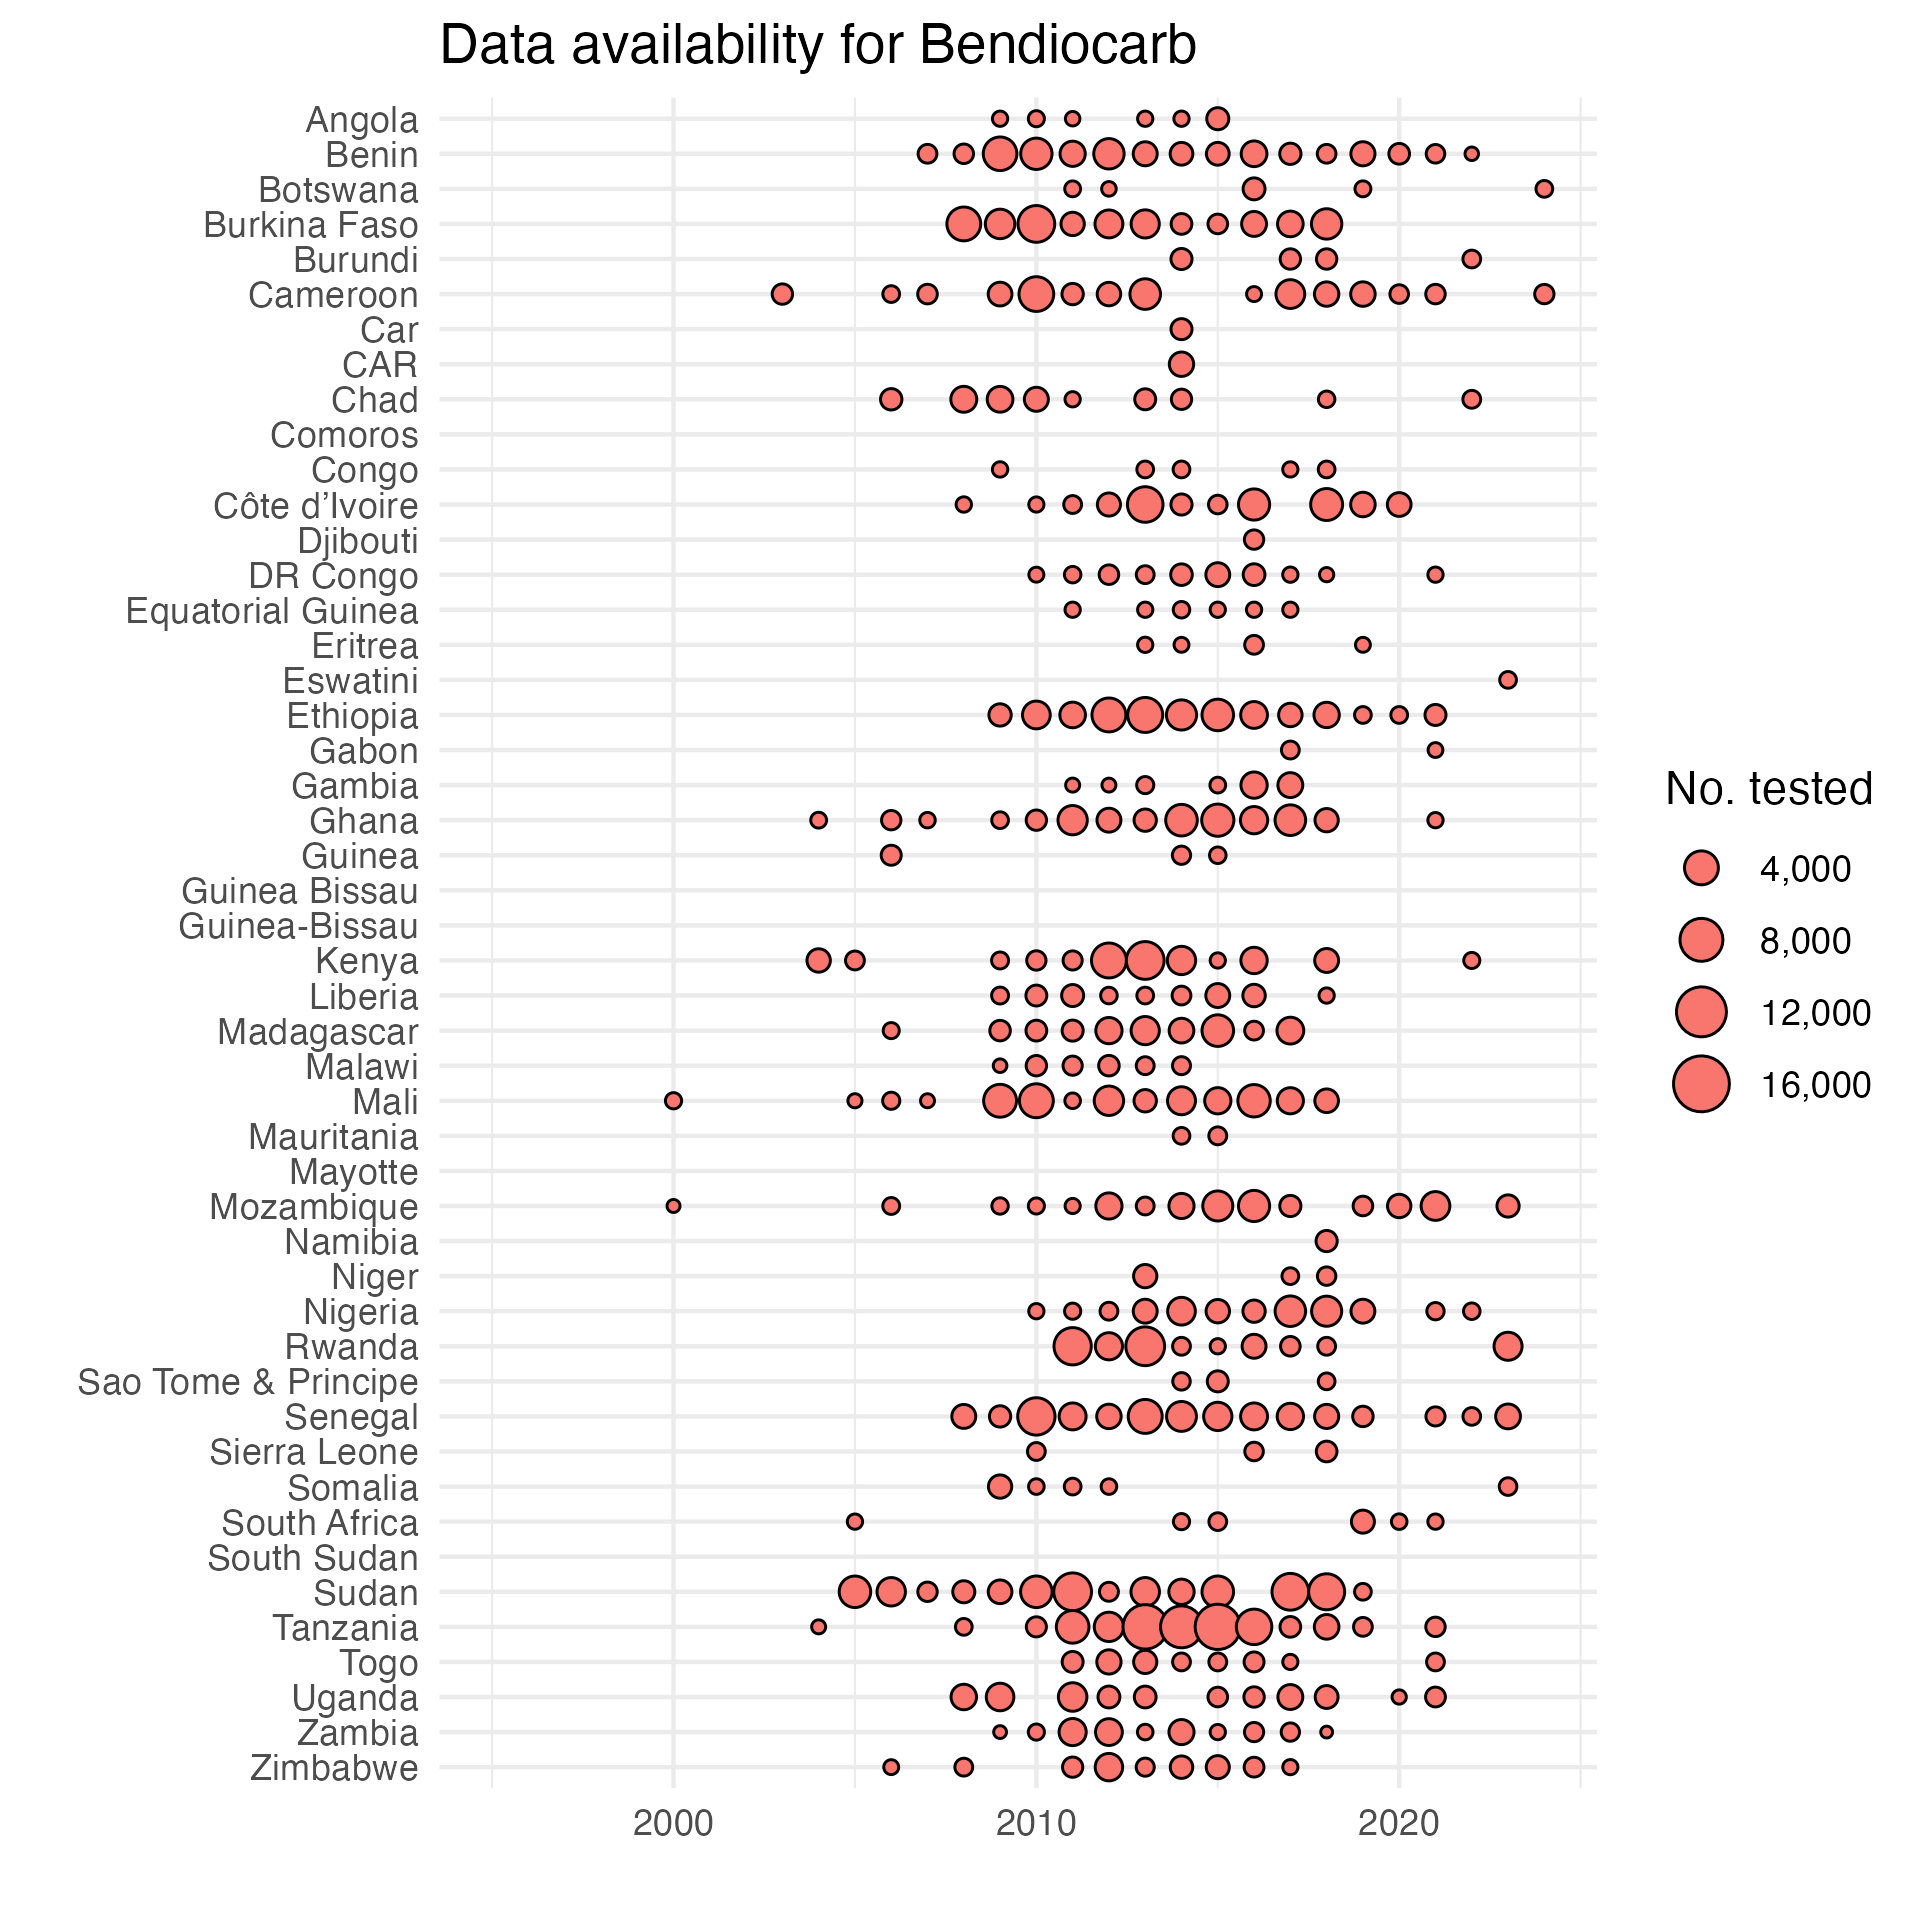 Data availability for Bendiocarb
Angola
Benin
Botswana
Burkina Faso
Burundi
Cameroon
Car
CAR
Chad
Comoros
Congo
Côte d’Ivoire
Djibouti
DR Congo
Equatorial Guinea
Eritrea
Eswatini
Ethiopia
Gabon
Gambia
Ghana
Guinea
Guinea Bissau
Guinea-Bissau
Kenya
Liberia
Madagascar
Malawi
Mali
Mauritania
Mayotte
Mozambique
Namibia
Niger
Nigeria
Rwanda
Sao Tome & Principe
Senegal
Sierra Leone
Somalia
South Africa
South Sudan
Sudan
Tanzania
Togo
Uganda
Zambia
Zimbabwe
2000 2010 2020
No. tested
4,000
8,000
12,000
16,000